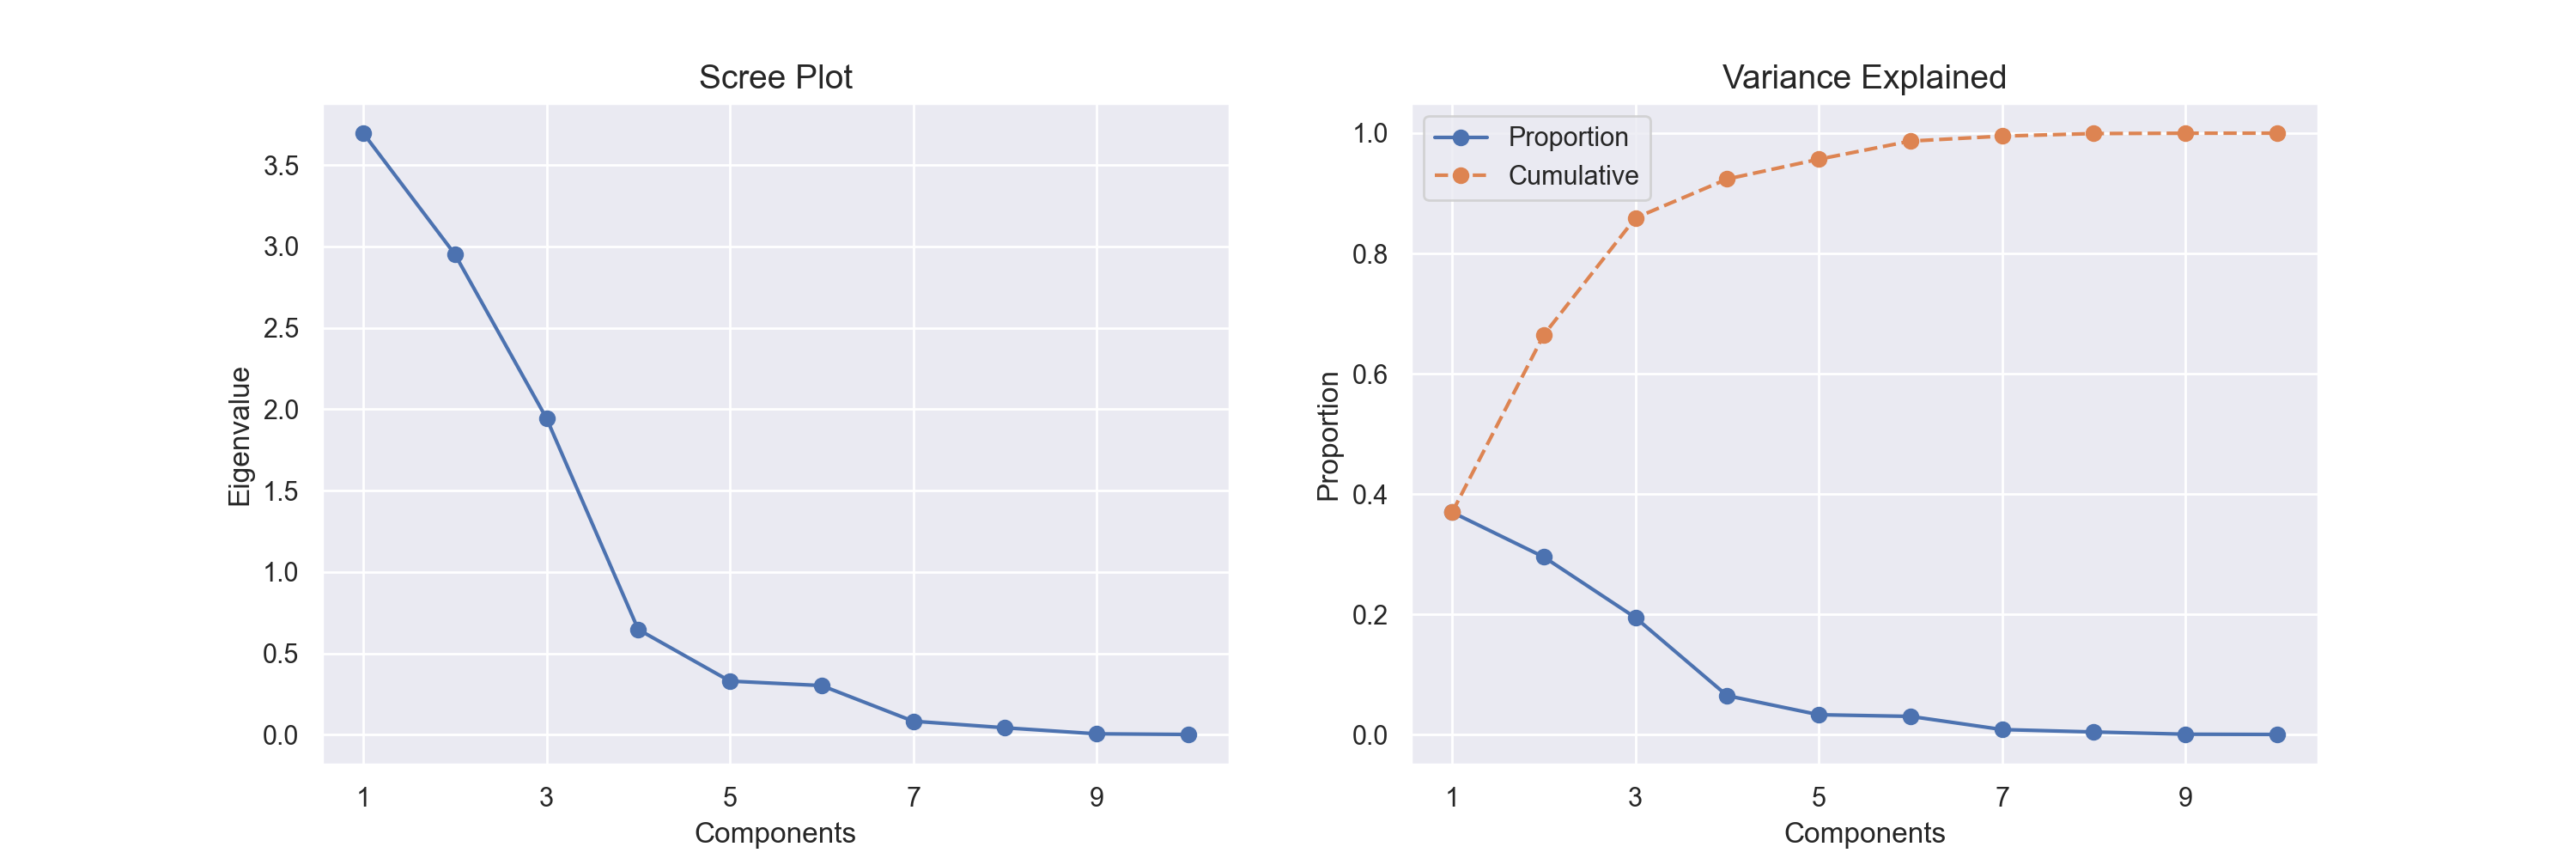 Scree Plot
3.5
3.0
2.5
2.0
1.5
1.0
0.5
0.0
Eigenvalue
1 3 5 7 9
Components
Variance Explained
Proportion
Cumulative
1.0
0.8
0.6
0.4
0.2
0.0
Proportion
1 3 5 7 9
Components